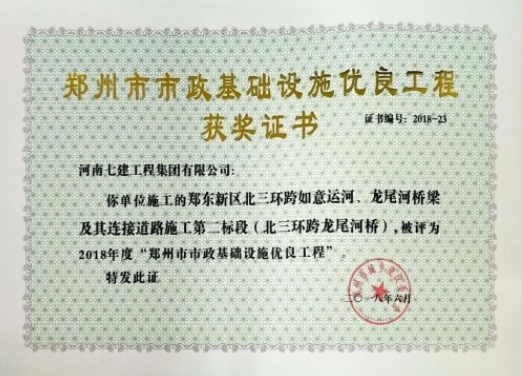 郑州市市政基础设施优良工程
获奖证书
证书编号：2018-23
河南七建工程集团有限公司：
你单位施工的郑东新区北三环跨如意运河、龙尾河桥梁
及其连接道路施工第二标段（北三环跨龙尾河桥），被评为
2018年度“郑州市市政基础设施优良工程”。
特发此证
二〇一八年六月